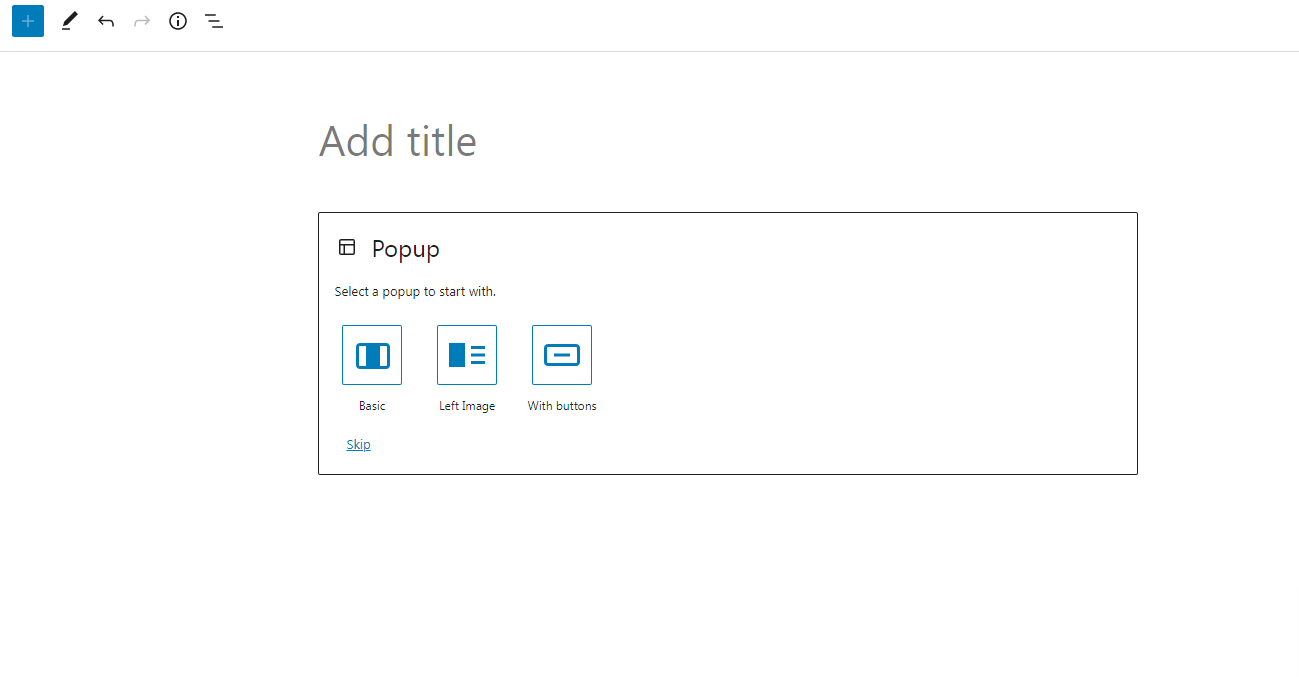 Add title
Popup
Select a popup to start with.
Basic Left Image With buttons
Skip